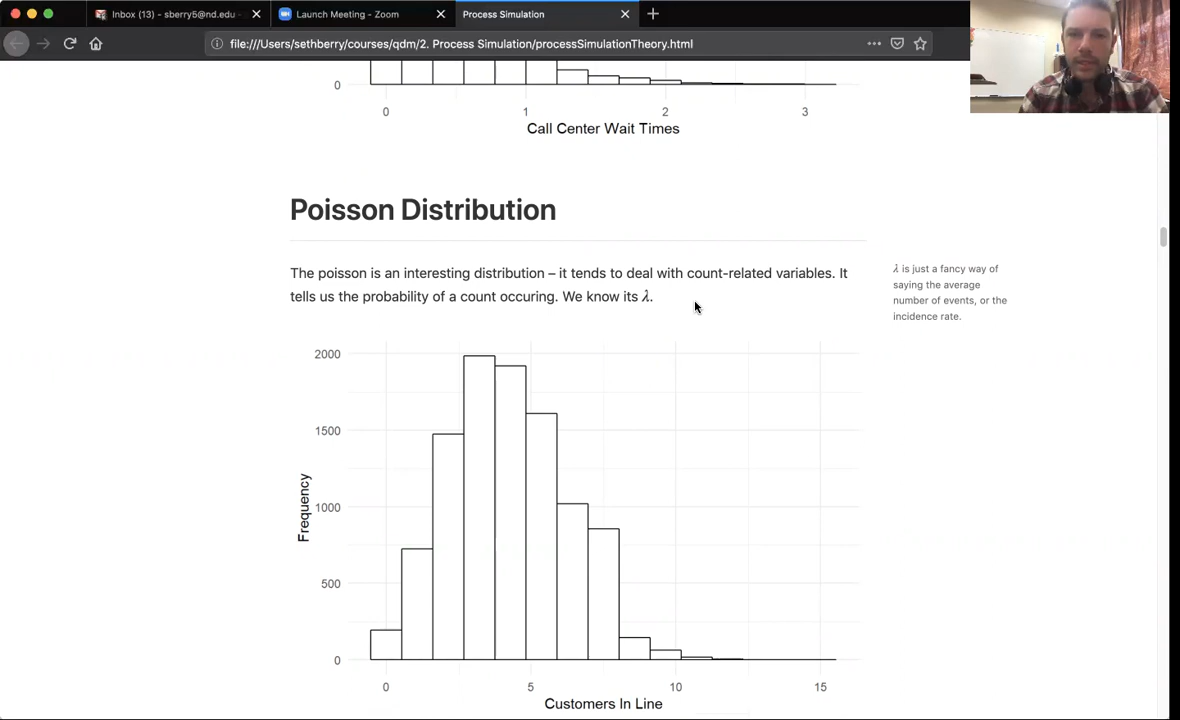 Inbox (13) - sberry5@nd.edu -
Launch Meeting - Zoom
Process Simulation
file:///Users/sethberry/courses/qdm/2. Process Simulation/processSimulationTheory.html
0
0 1 2 3
Call Center Wait Times
Poisson Distribution
The poisson is an interesting distribution – it tends to deal with count-related variables. It
tells us the probability of a count occuring. We know its λ.
λ is just a fancy way of
saying the average
number of events, or the
incidence rate.
2000
1500
1000
500
0
Frequency
0 5 10 15
Customers In Line